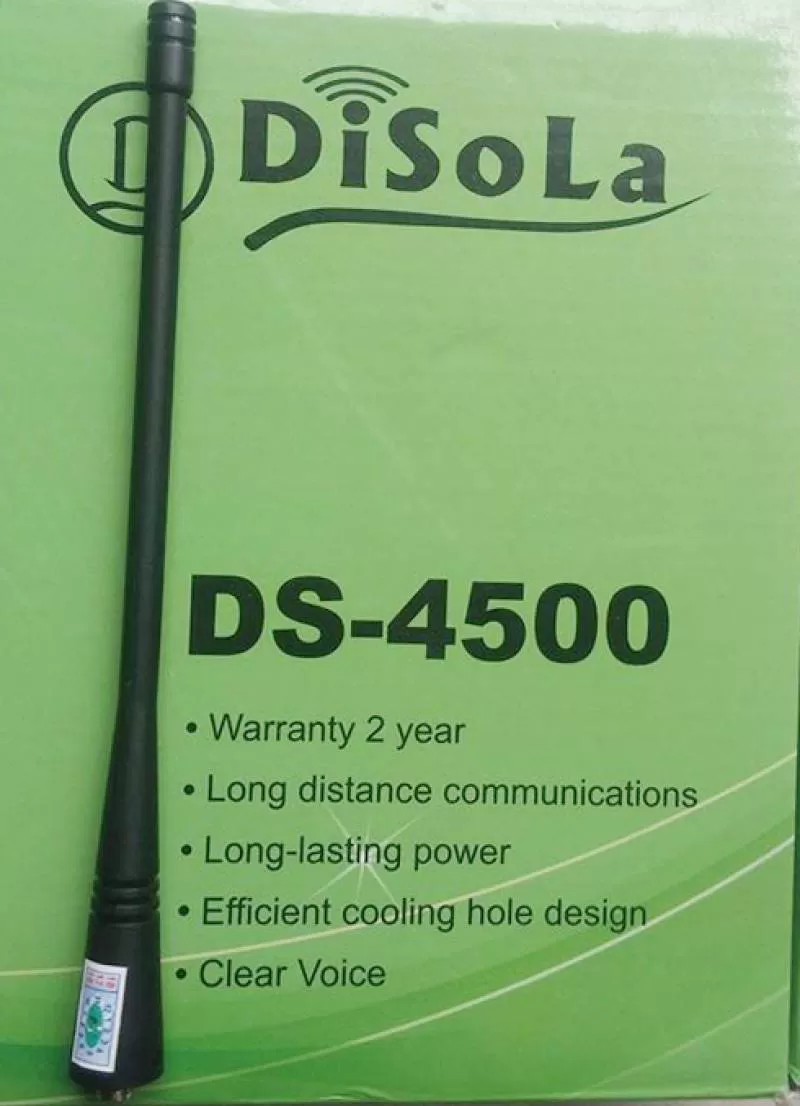 D DiSoLa
DS-4500
• Warranty 2 year
• Long distance communications
• Long-lasting power
• Efficient cooling hole design
• Clear Voice